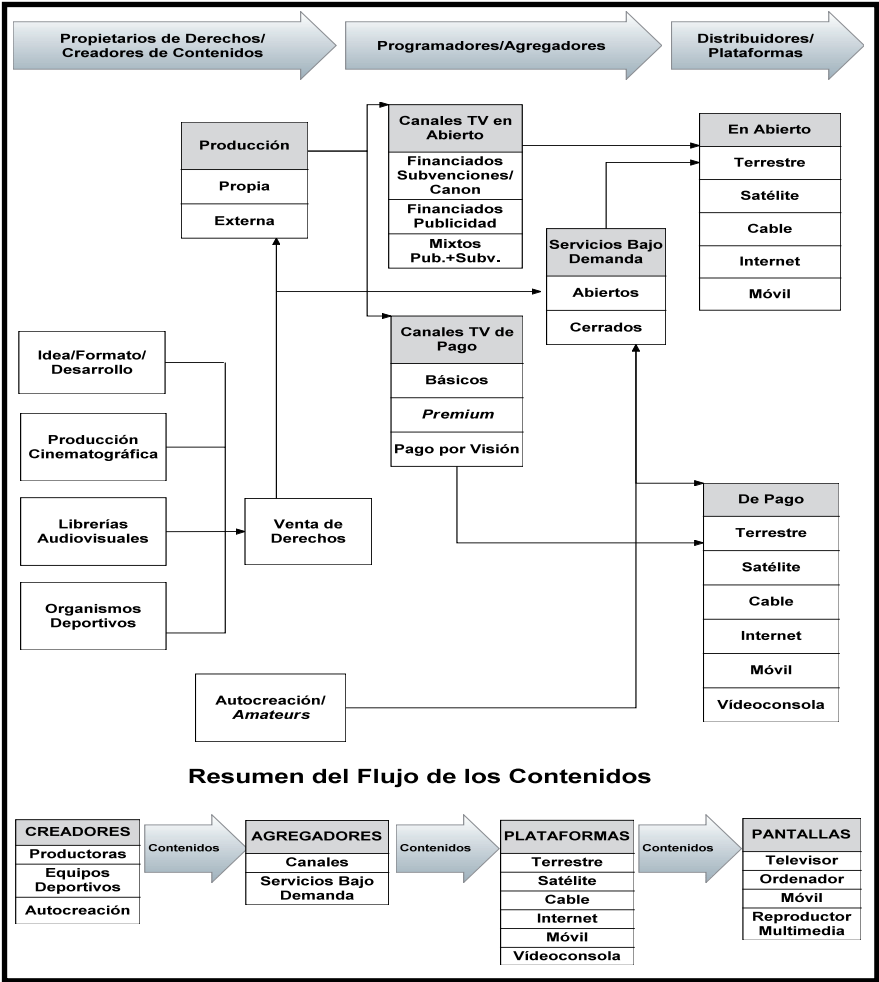 Propietarios de Derechos/
Creadores de Contenidos
Programadores/Agregadores
Distribuidores/
Plataformas
Producción
Propia
Externa
Canales TV en
Abierto
Financiados
Subvenciones/
Canon
Financiados
Publicidad
Mixtos
Pub.+Subv.
Servicios Bajo
Demanda
Abiertos
Cerrados
En Abierto
Terrestre
Satélite
Cable
Internet
Móvil
Canales TV de
Pago
Básicos
Premium
Pago por Visión
Idea/Formato/
Desarrollo
Producción
Cinematográfica
Librerías
Audiovisuales
Organismos
Deportivos
Venta de
Derechos
Autocreación/
Amateurs
De Pago
Terrestre
Satélite
Cable
Internet
Móvil
Vídeoconsola
Resumen del Flujo de los Contenidos
CREADORES
Productoras
Equipos
Deportivos
Autocreación
Contenidos
AGREGADORES
Canales
Servicios Bajo
Demanda
Contenidos
PLATAFORMAS
Terrestre
Satélite
Cable
Internet
Móvil
Vídeoconsola
Contenidos
PANTALLAS
Televisor
Ordenador
Móvil
Reproductor
Multimedia